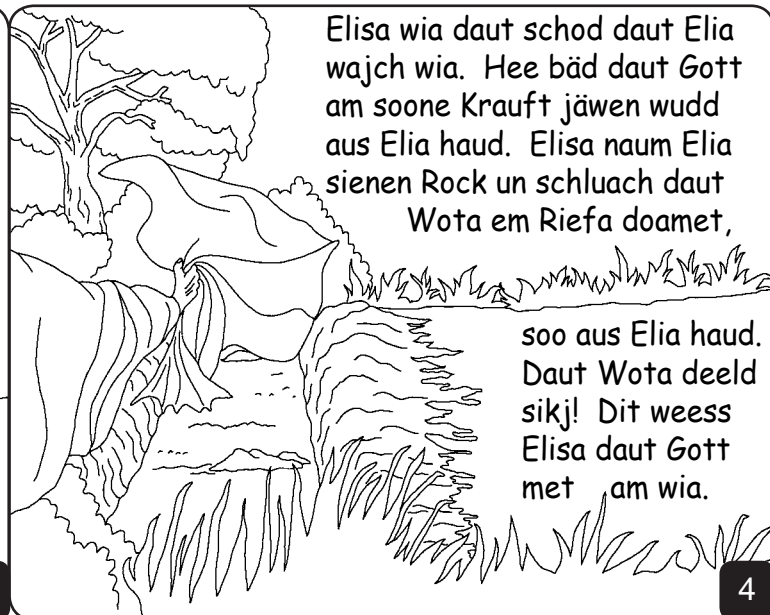 Elisa wia daut schod daut Elia
wajch wia. Hee bäd daut Gott
am soone Krauft jäwen wudd
aus Elia haud. Elisa naum Elia
sienen Rock un schluach daut
Wota em Riefa doamet,
soo aus Elia haud.
Daut Wota deeld
sikj! Dit weess
Elisa daut Gott
met am wia.
4